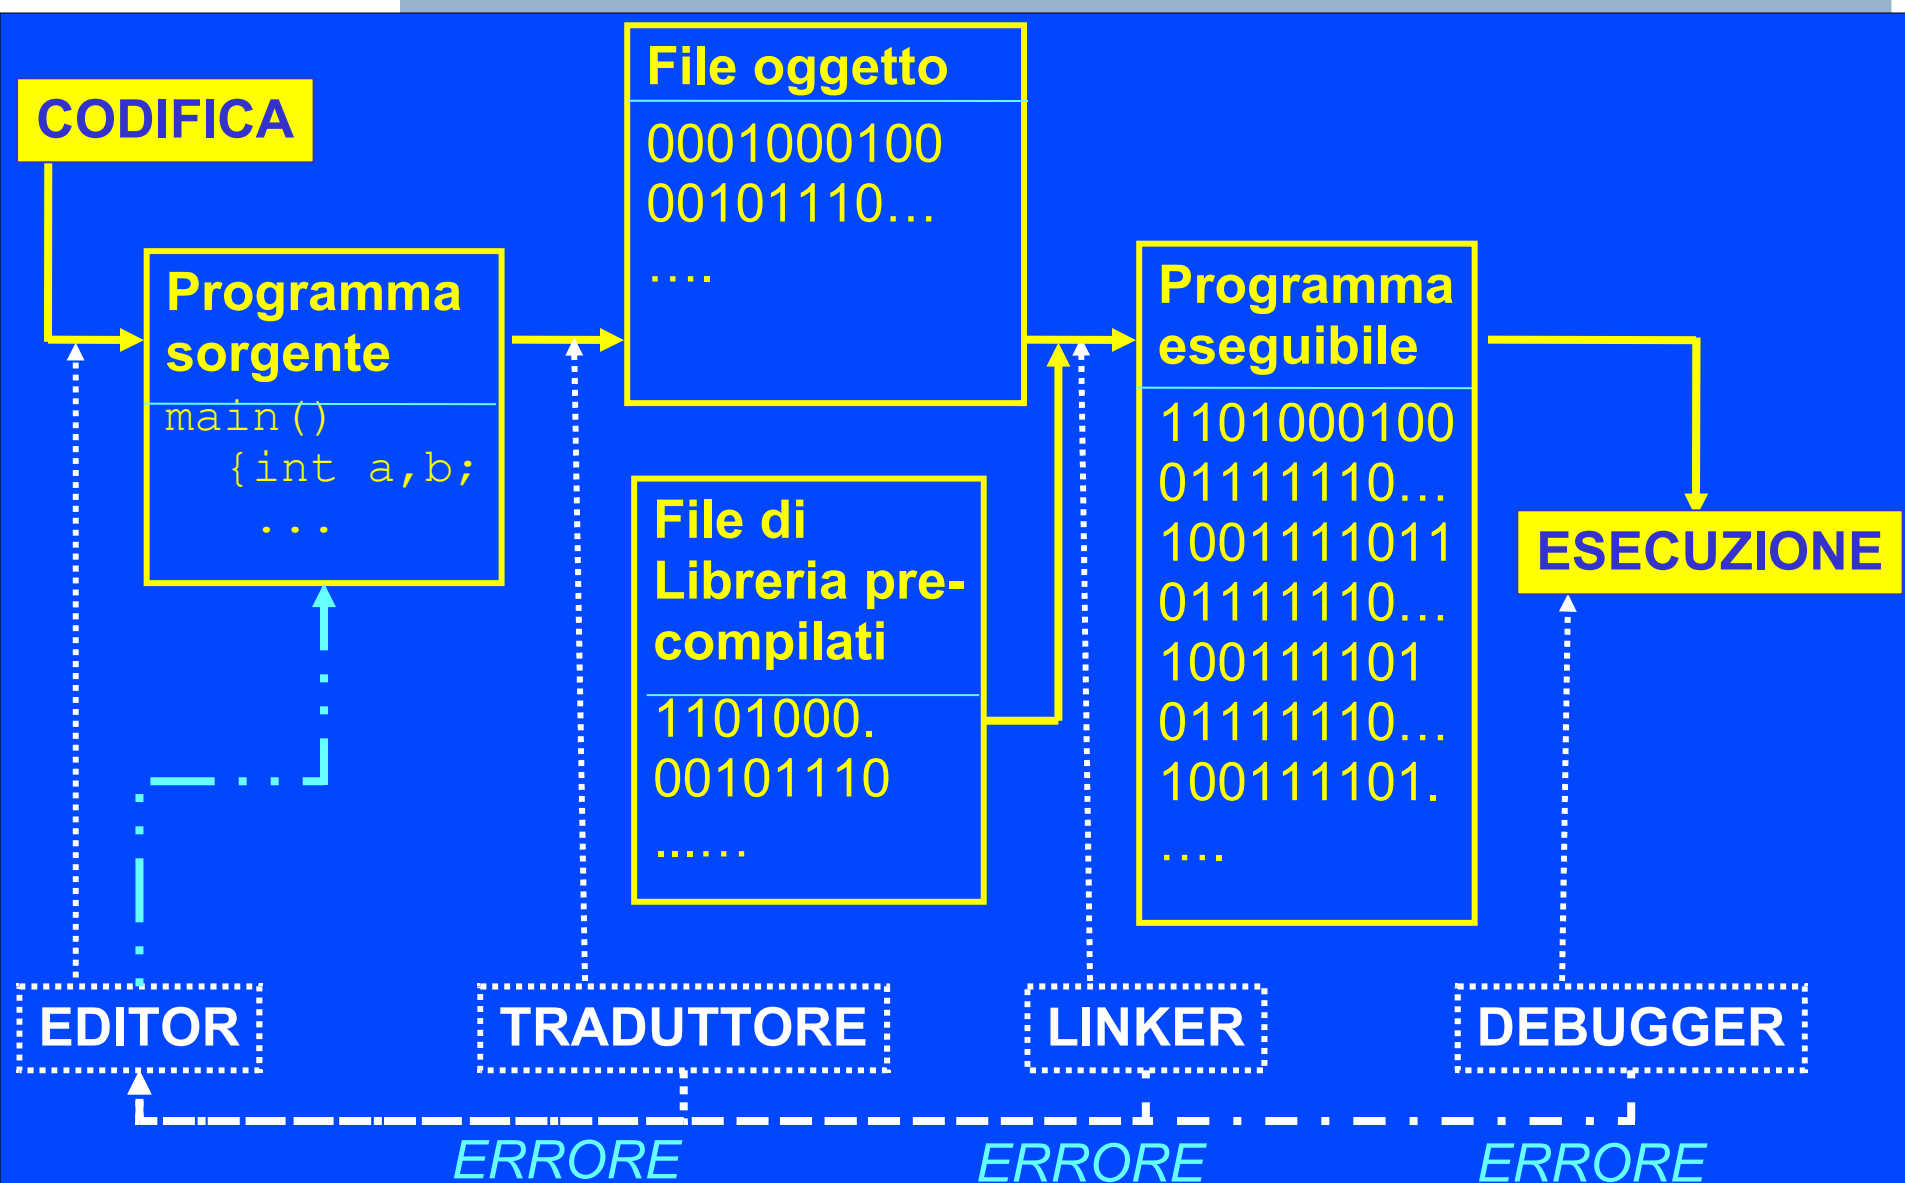 CODIFICA
Programma
sorgente
main()
{int a,b;
...
File oggetto
0001000100
00101110…
….
File di
Libreria pre-
compilati
1101000.
00101110
...…
Programma
eseguibile
1101000100
01111110…
1001111011
01111110…
100111101
01111110…
100111101.
….
ESECUZIONE
EDITOR
TRADUTTORE
LINKER
DEBUGGER
ERRORE
ERRORE
ERRORE